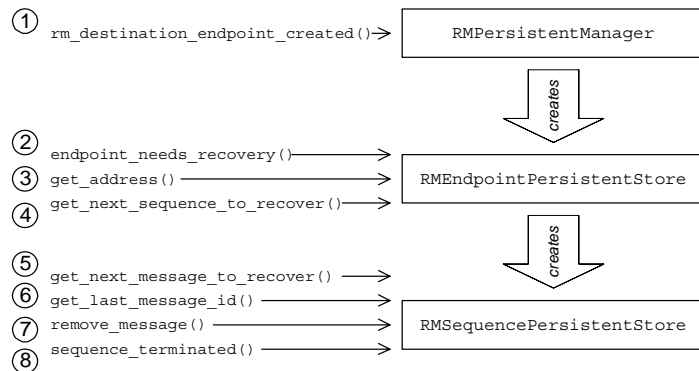 1
rm_destination_endpoint_created()
RMPersistentManager
creates
2
endpoint_needs_recovery()
3
get_address()
RMEndpointPersistentStore
4
get_next_sequence_to_recover()
creates
5
get_next_message_to_recover()
6
get_last_message_id()
7
remove_message()
RMSequencePersistentStore
8
sequence_terminated()